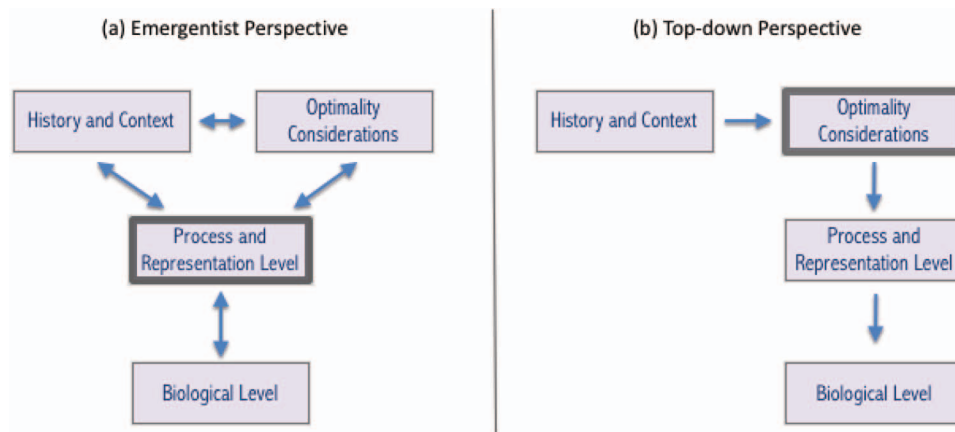 (a) Emergentist Perspective
History and Context
Optimality
Considerations
Process and
Representation Level
Biological Level
(b) Top-down Perspective
History and Context
Optimality
Considerations
Process and
Representation Level
Biological Level